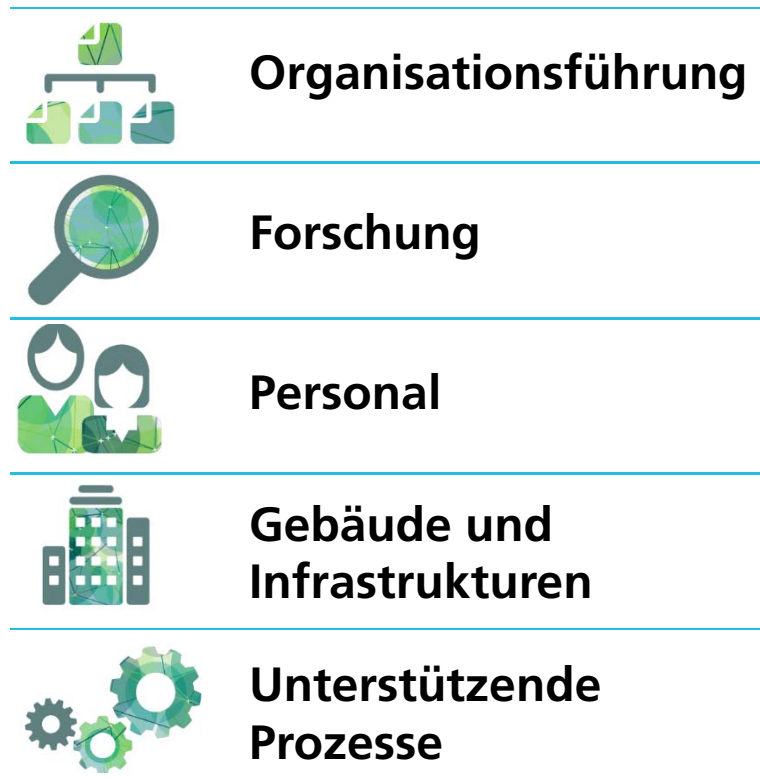 Organisationsführung
Forschung
Personal
Gebäude und
Infrastrukturen
Unterstützende
Prozesse